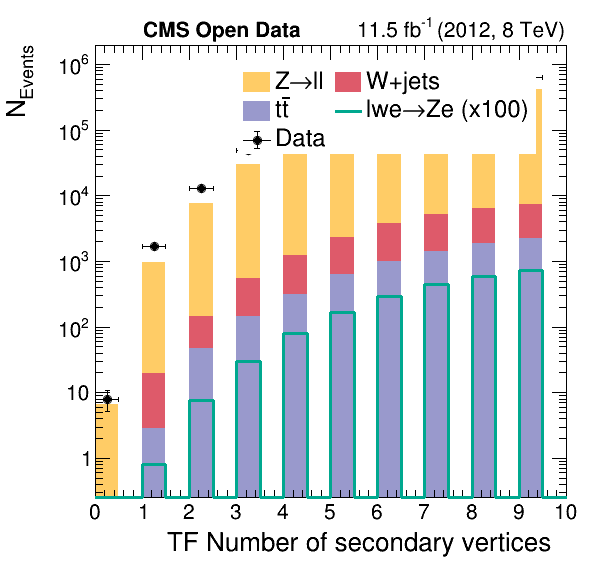 CMS Open Data 11.5 fb⁻¹ (2012, 8 TeV)
N_Events
10⁶
10⁵
10⁴
10³
10²
10
1
Z→ll W+jets
tt̄ lwe→Ze (x100)
Data
0 1 2 3 4 5 6 7 8 9 10
TF Number of secondary vertices